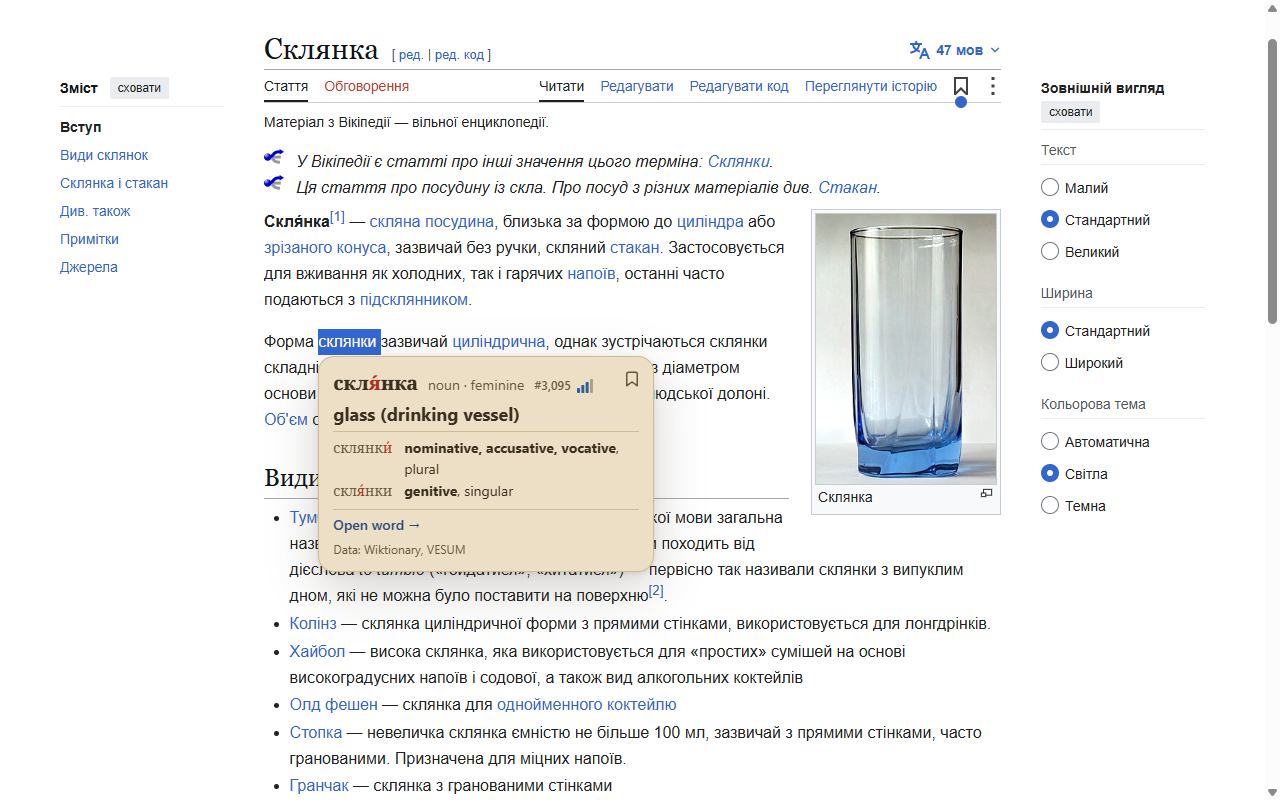 Склянка [ ред. | ред. код ]
47 мов
Зміст сховати
Вступ
Види склянок
Склянка і стакан
Див. також
Примітки
Джерела
Стаття Обговорення Читати Редагувати Редагувати код Переглянути історію
Матеріал з Вікіпедії — вільної енциклопедії.
У Вікіпедії є статті про інші значення цього терміна: Склянки.
Ця стаття про посудину із скла. Про посуд з різних матеріалів див. Стакан.
Скля́нка[1] — скляна посудина, близька за формою до циліндра або
зрізаного конуса, зазвичай без ручки, скляний стакан. Застосовується
для вживання як холодних, так і гарячих напоїв, останні часто
подаються з підсклянником.
Форма склянки зазвичай циліндрична, однак зустрічаються склянки
складні
з діаметром
основи
людської долоні.
Об'єм
скля́нка noun · feminine #3,095
glass (drinking vessel)
склянки́ nominative, accusative, vocative,
plural
скля́нки genitive, singular
Open word →
Data: Wiktionary, VESUM
Склянка
Види
мови загальна
походить від
первісно так називали склянки з випуклим
дном, які не можна було поставити на поверхню[2].
Колінз — склянка циліндричної форми з прямими стінками, використовується для лонгдрінків.
Хайбол — висока склянка, яка використовується для «простих» сумішей на основі
високоградусних напоїв і содової, а також вид алкогольних коктейлів
Олд фешен — склянка для однойменного коктейлю
Стопка — невеличка склянка ємністю не більше 100 мл, зазвичай з прямими стінками, часто
гранованими. Призначена для міцних напоїв.
Гранчак — склянка з гранованими стінками
Зовнішній вигляд
сховати
Текст
Малий
Стандартний
Великий
Ширина
Стандартний
Широкий
Кольорова тема
Автоматична
Світла
Темна